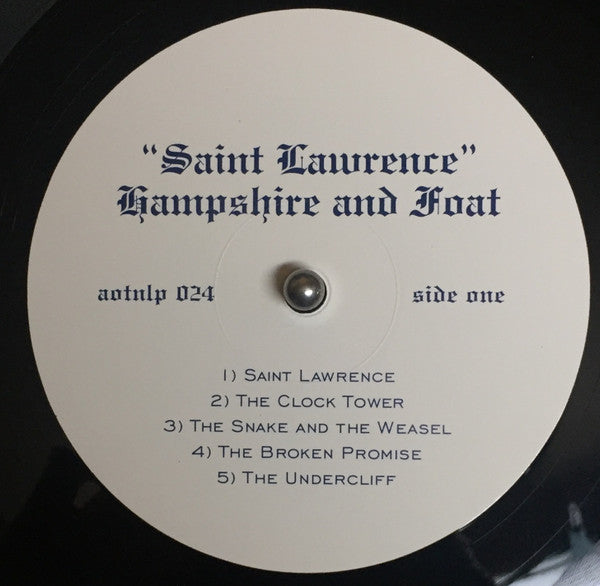 “Saint Lawrence”
Hampshire and Foat
aotnlp 024
side one
1) Saint Lawrence
2) The Clock Tower
3) The Snake and the Weasel
4) The Broken Promise
5) The Undercliff